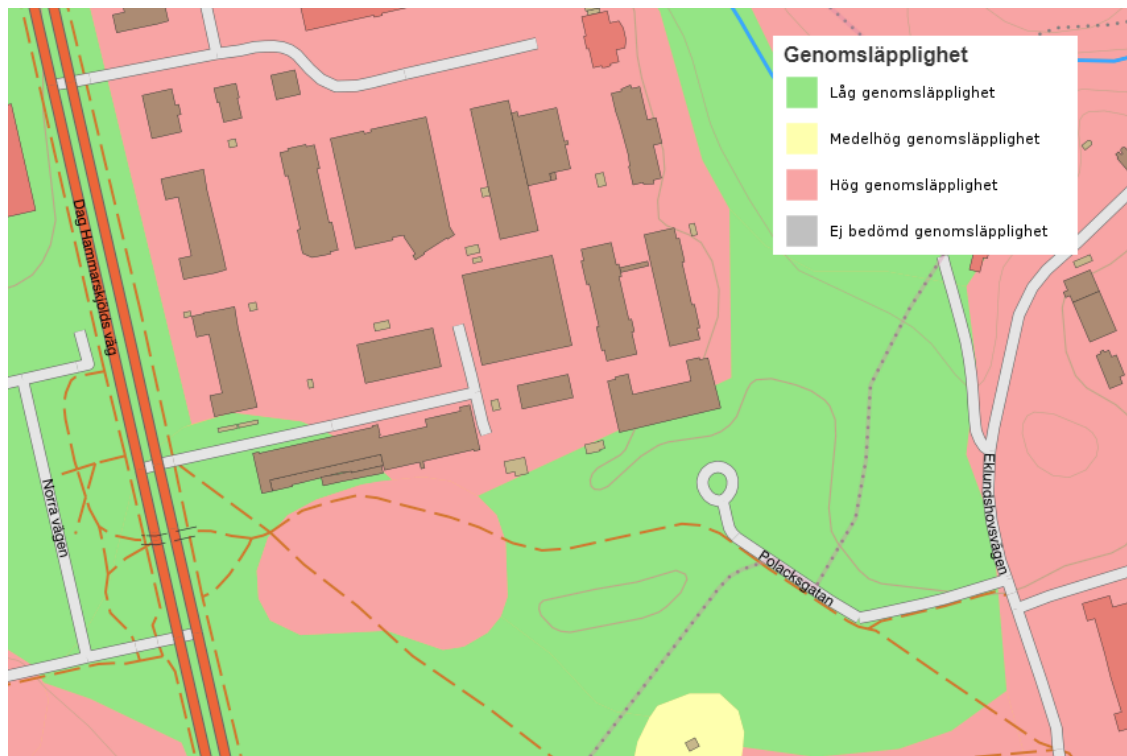 Genomsläpplighet
Låg genomsläpplighet
Medelhög genomsläpplighet
Hög genomsläpplighet
Ej bedömd genomsläpplighet
Dag Hammarskjölds väg
Norra vägen
Eklundshovsvägen
Polacksgatan